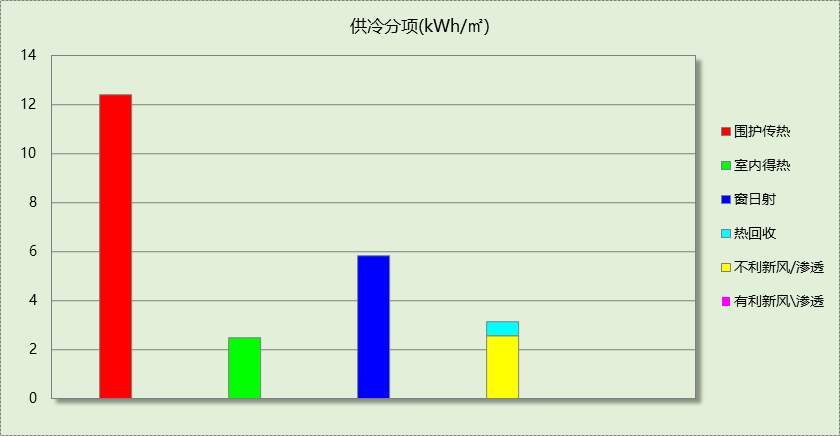 供冷分项(kWh/㎡)
14
12
10
8
6
4
2
0
围护传热
室内得热
窗日射
热回收
不利新风/渗透
有利新风\渗透